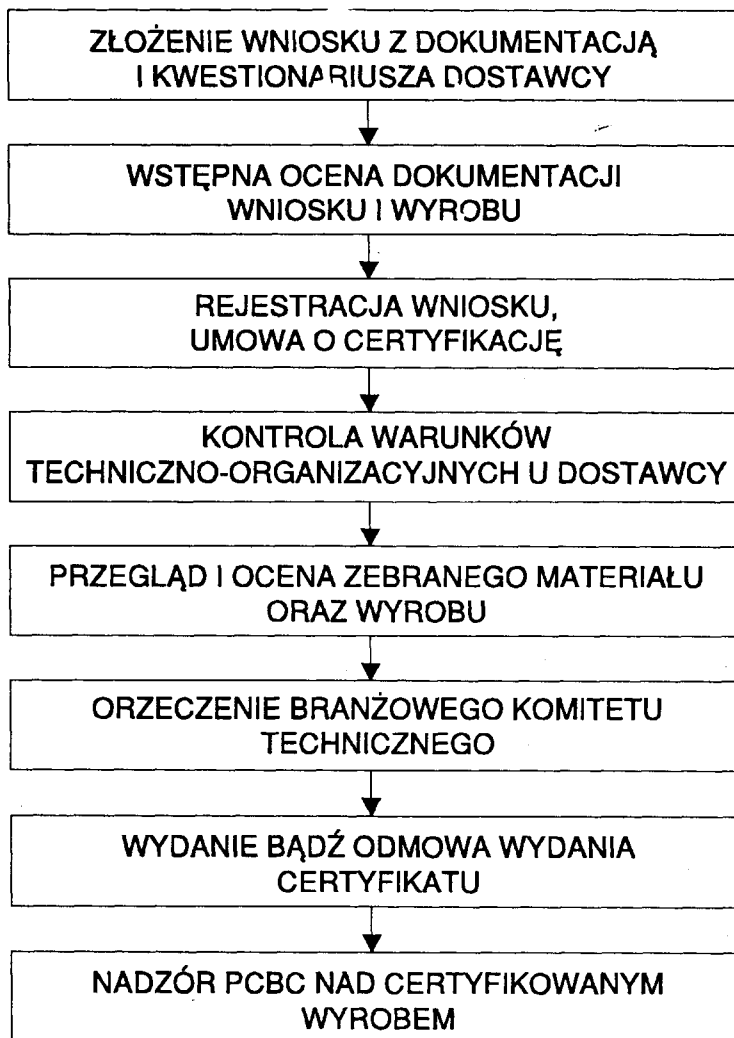 ZŁOŻENIE WNIOSKU Z DOKUMENTACJĄ
I KWESTIONARIUSZA DOSTAWCY
WSTĘPNA OCENA DOKUMENTACJI
WNIOSKU I WYROBU
REJESTRACJA WNIOSKU,
UMOWA O CERTYFIKACJĘ
KONTROLA WARUNKÓW
TECHNICZNO-ORGANIZACYJNYCH U DOSTAWCY
PRZEGLĄD I OCENA ZEBRANEGO MATERIAŁU
ORAZ WYROBU
ORZECZENIE BRANŻOWEGO KOMITETU
TECHNICZNEGO
WYDANIE BĄDŹ ODMOWA WYDANIA
CERTYFIKATU
NADZÓR PCBC NAD CERTYFIKOWANYM
WYROBEM